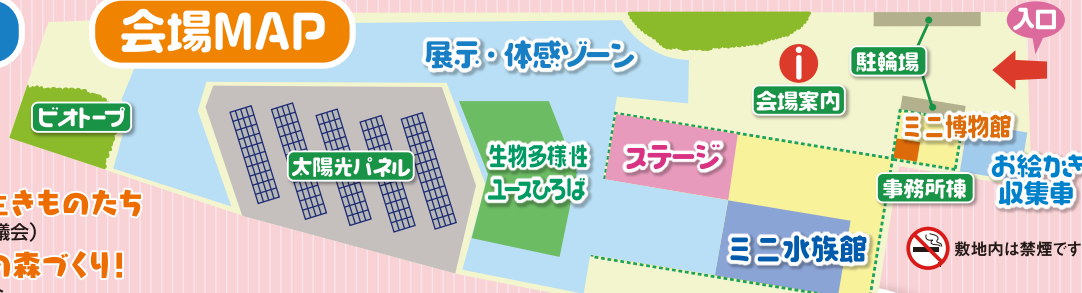 会場MAP
入口
展示・体感ゾーン
駐輪場
i
会場案内
ビオトープ
ミニ博物館
太陽光パネル
生物多様性
ユースひろば
ステージ
お絵かき
収集車
事務所棟
きものたち
議会）
の森づくり！
ミニ水族館
敷地内は禁煙です